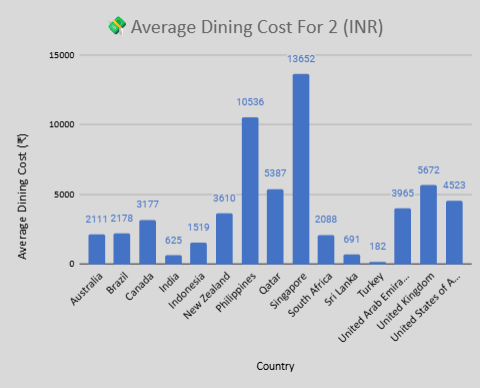 💸 Average Dining Cost For 2 (INR)
Average Dining Cost (₹)
15000
10000
5000
0
2111
2178
3177
625
1519
3610
10536
5387
13652
2088
691
182
3965
5672
4523
Australia
Brazil
Canada
India
Indonesia
New Zealand
Philippines
Qatar
Singapore
South Africa
Sri Lanka
Turkey
United Arab Emira...
United Kingdom
United States of A...
Country